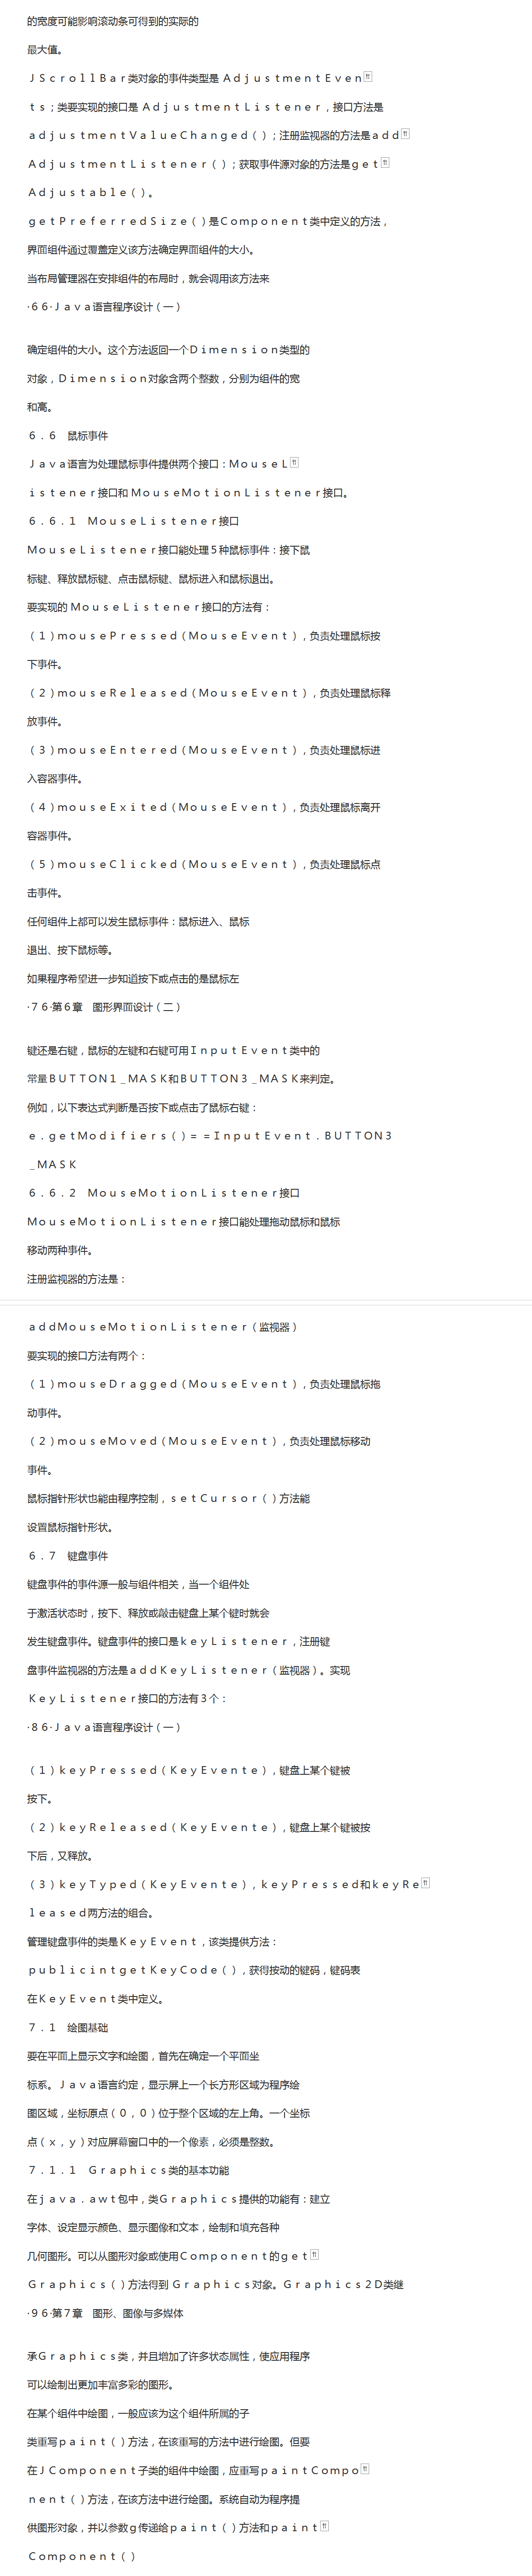 的宽度可能影响滚动条可得到的实际的
最大值。
ＪＳｃｒｏｌｌＢａｒ类对象的事件类型是 ＡｄｊｕｓｔｍｅｎｔＥｖｅｎ
ｔｓ；类要实现的接口是 ＡｄｊｕｓｔｍｅｎｔＬｉｓｔｅｎｅｒ，接口方法是
ａｄｊｕｓｔｍｅｎｔＶａｌｕｅＣｈａｎｇｅｄ（）；注册监视器的方法是ａｄｄ
ＡｄｊｕｓｔｍｅｎｔＬｉｓｔｅｎｅｒ（）；获取事件源对象的方法是ｇｅｔ
Ａｄｊｕｓｔａｂｌｅ（）。
ｇｅｔＰｒｅｆｅｒｒｅｄＳｉｚｅ（）是Ｃｏｍｐｏｎｅｎｔ类中定义的方法，
界面组件通过覆盖定义该方法确定界面组件的大小。
当布局管理器在安排组件的布局时，就会调用该方法来
·６６·Ｊａｖａ语言程序设计（一）
确定组件的大小。这个方法返回一个Ｄｉｍｅｎｓｉｏｎ类型的
对象，Ｄｉｍｅｎｓｉｏｎ对象含两个整数，分别为组件的宽
和高。
６．６　鼠标事件
Ｊａｖａ语言为处理鼠标事件提供两个接口：ＭｏｕｓｅＬ
ｉｓｔｅｎｅｒ接口和 ＭｏｕｓｅＭｏｔｉｏｎＬｉｓｔｅｎｅｒ接口。
６．６．１　ＭｏｕｓｅＬｉｓｔｅｎｅｒ接口
ＭｏｕｓｅＬｉｓｔｅｎｅｒ接口能处理５种鼠标事件：按下鼠
标键、释放鼠标键、点击鼠标键、鼠标进入和鼠标退出。
要实现的 ＭｏｕｓｅＬｉｓｔｅｎｅｒ接口的方法有：
（１）ｍｏｕｓｅＰｒｅｓｓｅｄ（ＭｏｕｓｅＥｖｅｎｔ），负责处理鼠标按
下事件。
（２）ｍｏｕｓｅＲｅｌｅａｓｅｄ（ＭｏｕｓｅＥｖｅｎｔ），负责处理鼠标释
放事件。
（３）ｍｏｕｓｅＥｎｔｅｒｅｄ（ＭｏｕｓｅＥｖｅｎｔ），负责处理鼠标进
入容器事件。
（４）ｍｏｕｓｅＥｘｉｔｅｄ（ＭｏｕｓｅＥｖｅｎｔ），负责处理鼠标离开
容器事件。
（５）ｍｏｕｓｅＣｌｉｃｋｅｄ（ＭｏｕｓｅＥｖｅｎｔ），负责处理鼠标点
击事件。
任何组件上都可以发生鼠标事件：鼠标进入、鼠标
退出、按下鼠标等。
如果程序希望进一步知道按下或点击的是鼠标左
·７６·第６章　图形界面设计（二）
键还是右键，鼠标的左键和右键可用ＩｎｐｕｔＥｖｅｎｔ类中的
常量ＢＵＴＴＯＮ１_ＭＡＳＫ和ＢＵＴＴＯＮ３_ＭＡＳＫ来判定。
例如，以下表达式判断是否按下或点击了鼠标右键：
ｅ．ｇｅｔＭｏｄｉｆｉｅｒｓ（）＝＝ＩｎｐｕｔＥｖｅｎｔ．ＢＵＴＴＯＮ３
_ＭＡＳＫ
６．６．２　ＭｏｕｓｅＭｏｔｉｏｎＬｉｓｔｅｎｅｒ接口
ＭｏｕｓｅＭｏｔｉｏｎＬｉｓｔｅｎｅｒ接口能处理拖动鼠标和鼠标
移动两种事件。
注册监视器的方法是：
ａｄｄＭｏｕｓｅＭｏｔｉｏｎＬｉｓｔｅｎｅｒ（监视器）
要实现的接口方法有两个：
（１）ｍｏｕｓｅＤｒａｇｇｅｄ（ＭｏｕｓｅＥｖｅｎｔ），负责处理鼠标拖
动事件。
（２）ｍｏｕｓｅＭｏｖｅｄ（ＭｏｕｓｅＥｖｅｎｔ），负责处理鼠标移动
事件。
鼠标指针形状也能由程序控制，ｓｅｔＣｕｒｓｏｒ（）方法能
设置鼠标指针形状。
６．７　键盘事件
键盘事件的事件源一般与组件相关，当一个组件处
于激活状态时，按下、释放或敲击键盘上某个键时就会
发生键盘事件。键盘事件的接口是ｋｅｙＬｉｓｔｅｎｅｒ，注册键
盘事件监视器的方法是ａｄｄＫｅｙＬｉｓｔｅｎｅｒ（监视器）。实现
ＫｅｙＬｉｓｔｅｎｅｒ接口的方法有３个：
·８６·Ｊａｖａ语言程序设计（一）
（１）ｋｅｙＰｒｅｓｓｅｄ（ＫｅｙＥｖｅｎｔｅ），键盘上某个键被
按下。
（２）ｋｅｙＲｅｌｅａｓｅｄ（ＫｅｙＥｖｅｎｔｅ），键盘上某个键被按
下后，又释放。
（３）ｋｅｙＴｙｐｅｄ（ＫｅｙＥｖｅｎｔｅ），ｋｅｙＰｒｅｓｓｅｄ和ｋｅｙＲｅ
ｌｅａｓｅｄ两方法的组合。
管理键盘事件的类是ＫｅｙＥｖｅｎｔ，该类提供方法：
ｐｕｂｌｉｃｉｎｔｇｅｔＫｅｙＣｏｄｅ（），获得按动的键码，键码表
在ＫｅｙＥｖｅｎｔ类中定义。
７．１　绘图基础
要在平面上显示文字和绘图，首先在确定一个平面坐
标系。Ｊａｖａ语言约定，显示屏上一个长方形区域为程序绘
图区域，坐标原点（０，０）位于整个区域的左上角。一个坐标
点（ｘ，ｙ）对应屏幕窗口中的一个像素，必须是整数。
７．１．１　Ｇｒａｐｈｉｃｓ类的基本功能
在ｊａｖａ．ａｗｔ包中，类Ｇｒａｐｈｉｃｓ提供的功能有：建立
字体、设定显示颜色、显示图像和文本，绘制和填充各种
几何图形。可以从图形对象或使用Ｃｏｍｐｏｎｅｎｔ的ｇｅｔ
Ｇｒａｐｈｉｃｓ（）方法得到 Ｇｒａｐｈｉｃｓ对象。Ｇｒａｐｈｉｃｓ２Ｄ类继
·９６·第７章　图形、图像与多媒体
承Ｇｒａｐｈｉｃｓ类，并且增加了许多状态属性，使应用程序
可以绘制出更加丰富多彩的图形。
在某个组件中绘图，一般应该为这个组件所属的子
类重写ｐａｉｎｔ（）方法，在该重写的方法中进行绘图。但要
在ＪＣｏｍｐｏｎｅｎｔ子类的组件中绘图，应重写ｐａｉｎｔＣｏｍｐｏ
ｎｅｎｔ（）方法，在该方法中进行绘图。系统自动为程序提
供图形对象，并以参数ｇ传递给ｐａｉｎｔ（）方法和ｐａｉｎｔ
Ｃｏｍｐｏｎｅｎｔ（）